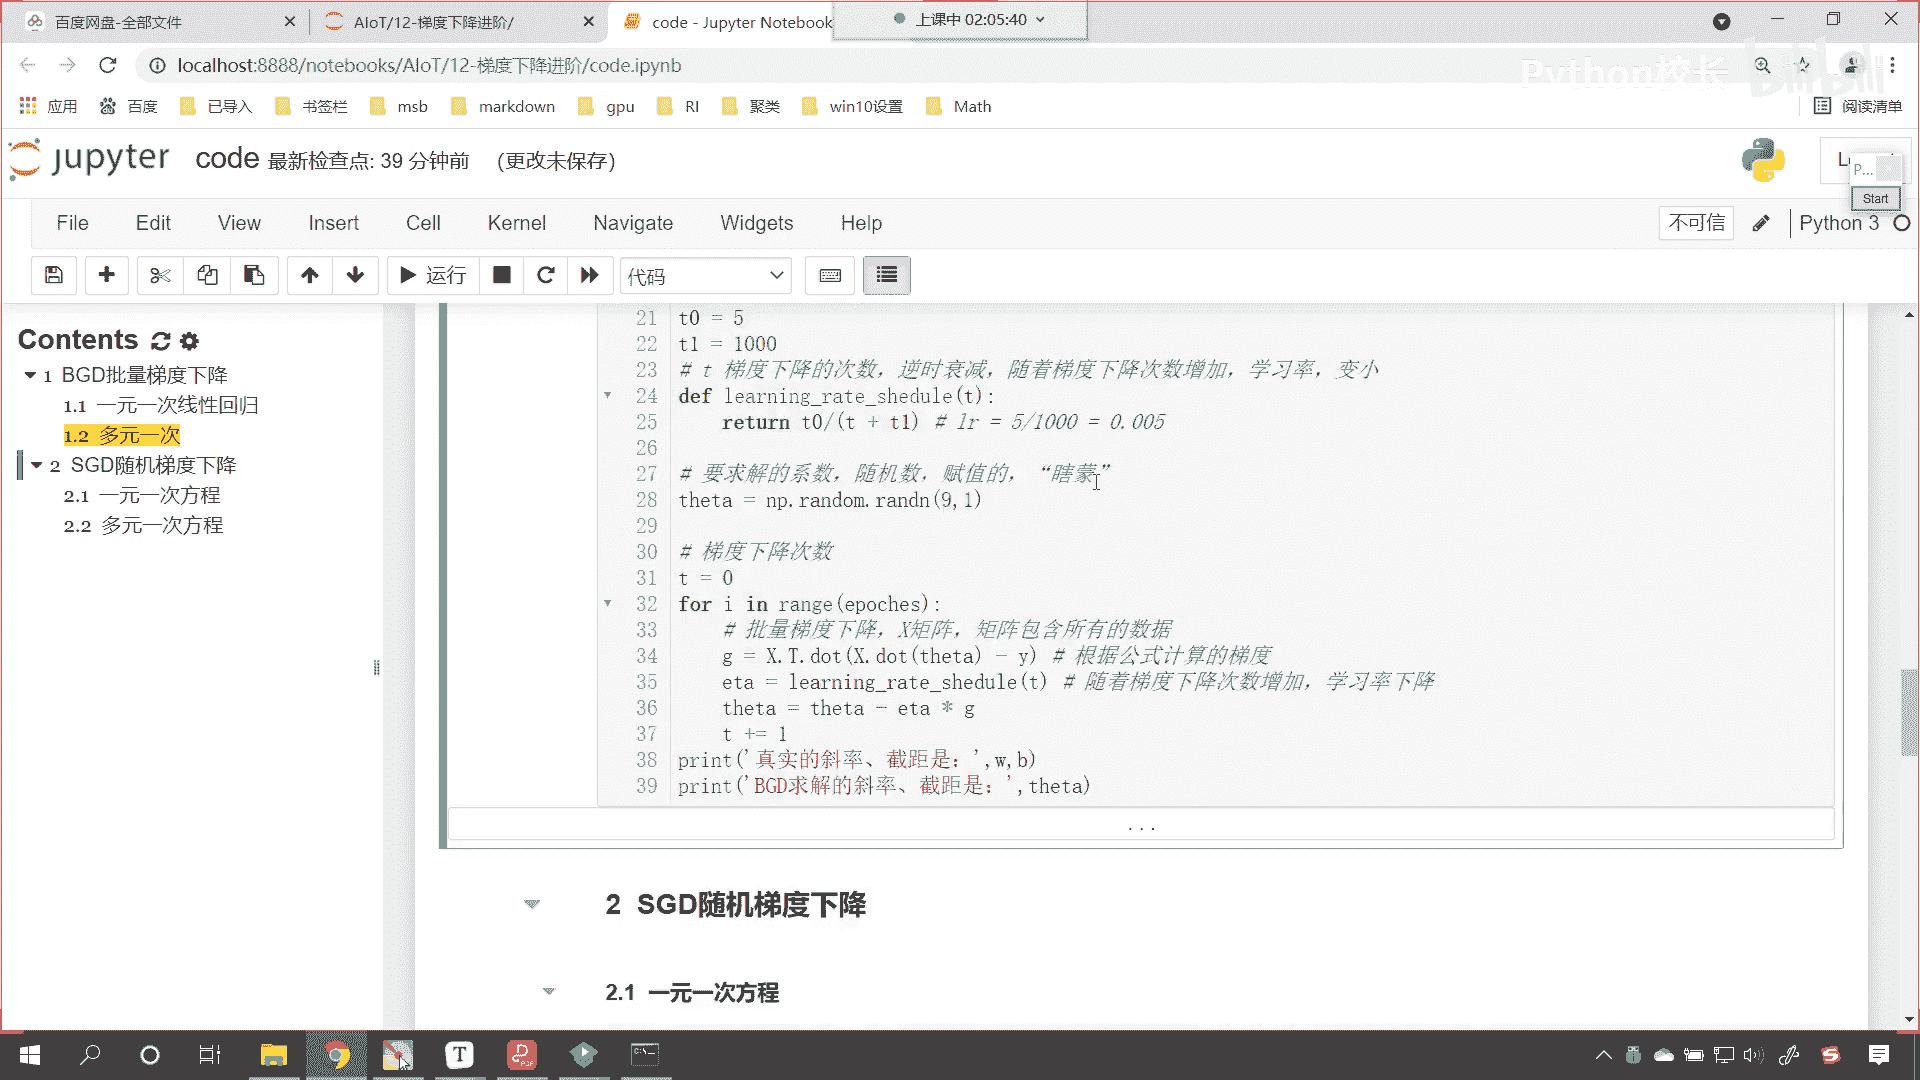 百度网盘-全部文件
AIoT/12-梯度下降进阶/
code - Jupyter Notebook
上课中 02:05:40
localhost:8888/notebooks/AIoT/12-梯度下降进阶/code.ipynb
Python校长
bilibili
应用
百度
已导入
书签栏
msb
markdown
gpu
RI
聚类
win10设置
Math
阅读清单
jupyter
code 最新检查点: 39 分钟前 (更改未保存)
P...
Start
File
Edit
View
Insert
Cell
Kernel
Navigate
Widgets
Help
不可信
Python 3
运行
代码
Contents
1 BGD批量梯度下降
1.1 一元一次线性回归
1.2 多元一次
2 SGD随机梯度下降
2.1 一元一次方程
2.2 多元一次方程
21 t0 = 5
22 t1 = 1000
23 # t 梯度下降的次数，逆时衰减，随着梯度下降次数增加，学习率，变小
24 def learning_rate_shedule(t):
25 return t0/(t + t1) # lr = 5/1000 = 0.005
26
27 # 要求解的系数，随机数，赋值的，“瞎蒙”
28 theta = np.random.randn(9,1)
29
30 # 梯度下降次数
31 t = 0
32 for i in range(epoches):
33 # 批量梯度下降，X矩阵，矩阵包含所有的数据
34 g = X.T.dot(X.dot(theta) - y) # 根据公式计算的梯度
35 eta = learning_rate_shedule(t) # 随着梯度下降次数增加，学习率下降
36 theta = theta - eta * g
37 t += 1
38 print('真实的斜率、截距是：',w,b)
39 print('BGD求解的斜率、截距是：',theta)
...
2 SGD随机梯度下降
2.1 一元一次方程